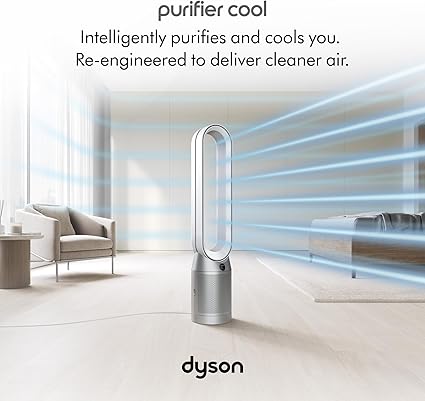 purifier cool
Intelligently purifies and cools you.
Re-engineered to deliver cleaner air.
dyson